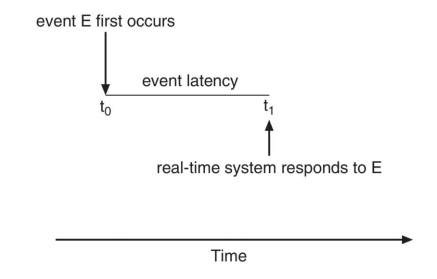 event E first occurs
event latency
t0
t1
real-time system responds to E
Time